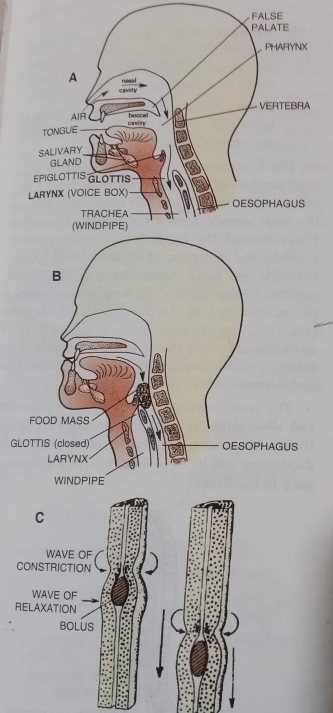 FALSE
PALATE
PHARYNX
A
nasal
cavity
VERTEBRA
AIR
buccal
cavity
TONGUE
SALIVARY
GLAND
EPIGLOTTIS GLOTTIS
LARYNX (VOICE BOX)
OESOPHAGUS
TRACHEA
(WINDPIPE)
B
FOOD MASS
GLOTTIS (closed)
OESOPHAGUS
LARYNX
WINDPIPE
C
WAVE OF
CONSTRICTION
WAVE OF
RELAXATION
BOLUS